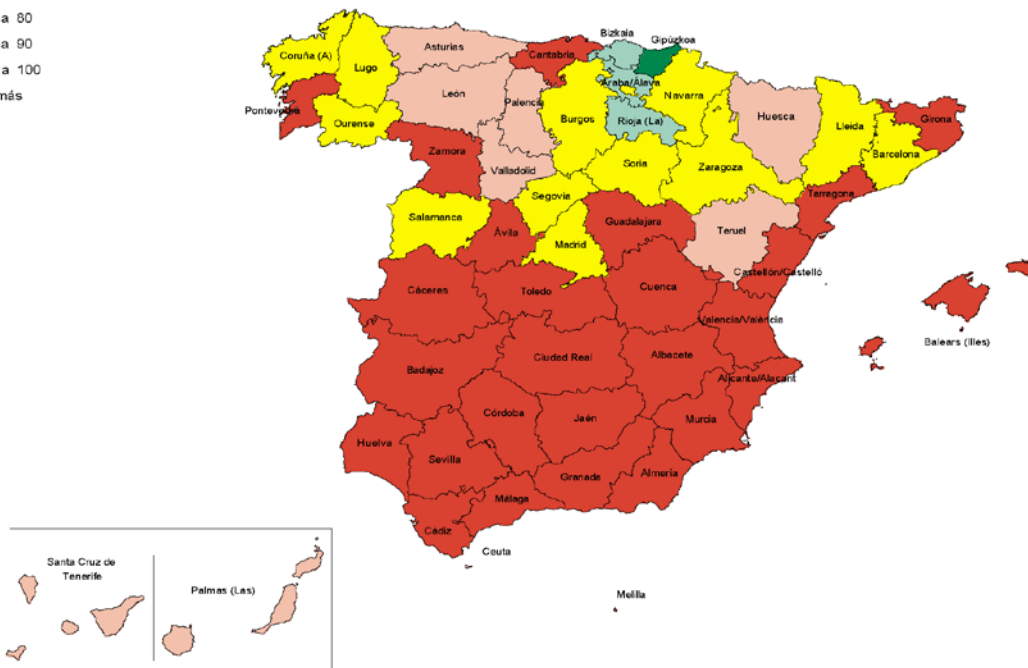 a 80
a 90
a 100
más
Bizkaia
Gipúzkoa
Asturias
Cantabria
Coruña (A)
Lugo
León
Palencia
Araba/Álava
Navarra
Pontevedra
Ourense
Burgos
Rioja (La)
Huesca
Lleida
Girona
Zamora
Valladolid
Soria
Zaragoza
Barcelona
Segovia
Tarragona
Salamanca
Ávila
Madrid
Guadalajara
Teruel
Castellón/Castelló
Cáceres
Toledo
Cuenca
Valencia/València
Balears (Illes)
Badajoz
Ciudad Real
Albacete
Alicante/Alacant
Córdoba
Jaén
Murcia
Huelva
Sevilla
Granada
Almería
Málaga
Cádiz
Ceuta
Melilla
Santa Cruz de
Tenerife
Palmas (Las)